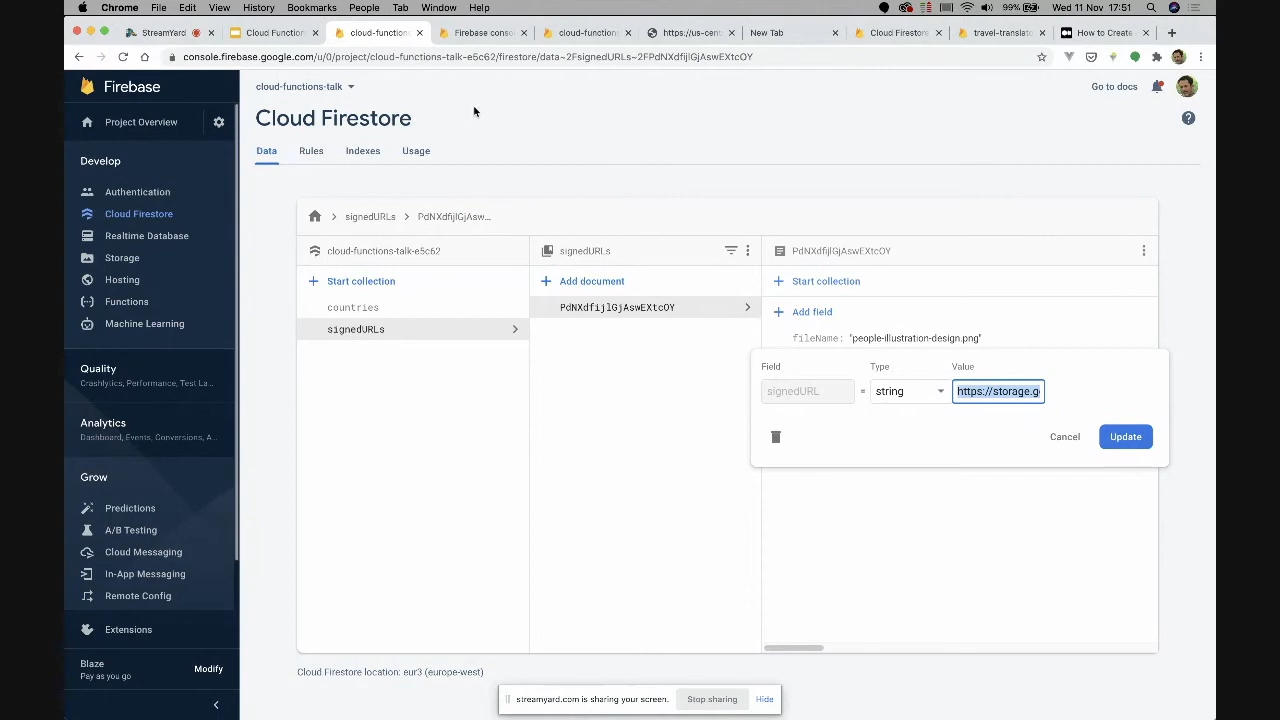 Chrome File Edit View History Bookmarks People Tab Window Help 99% Wed 11 Nov 17:51
StreamYard Cloud Function cloud-functions Firebase conso cloud-function https://us-cent New Tab Cloud Firestore travel-translato How to Create
console.firebase.google.com/u/0/project/cloud-functions-talk-e5c62/firestore/data~2FsignedURLs~2FPdNXdfijlGjAswEXtcOY
Firebase
cloud-functions-talk
Go to docs
Project Overview
Cloud Firestore
Data Rules Indexes Usage
Develop
Authentication
Cloud Firestore
Realtime Database
Storage
Hosting
Functions
Machine Learning
Quality
Crashlytics, Performance, Test La...
Analytics
Dashboard, Events, Conversions, A...
Grow
Predictions
A/B Testing
Cloud Messaging
In-App Messaging
Remote Config
Extensions
Blaze
Pay as you go
Modify
signedURLs PdNXdfijlGjAsw...
cloud-functions-talk-e5c62
Start collection
countries
signedURLs
signedURLs
Add document
PdNXdfijlGjAswEXtcOY
PdNXdfijlGjAswEXtcOY
Start collection
Add field
fileName: "people-illustration-design.png"
Field Type Value
signedURL = string https://storage.g
Cancel Update
Cloud Firestore location: eur3 (europe-west)
streamyard.com is sharing your screen. Stop sharing Hide